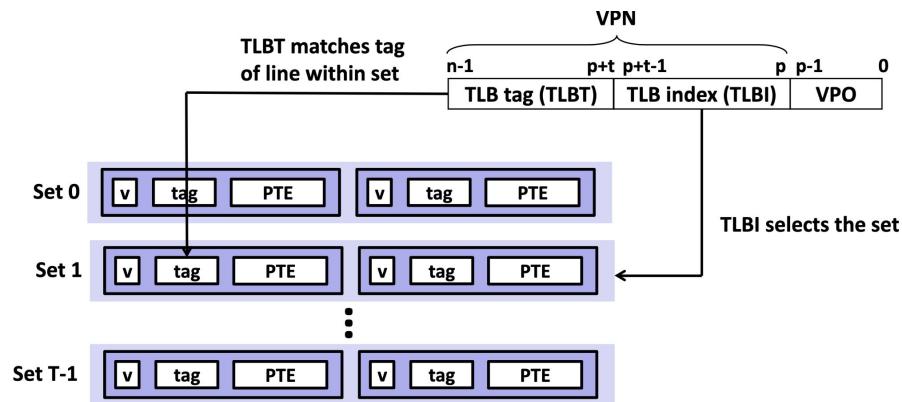 VPN
TLBT matches tag
of line within set
n-1 p+t p+t-1 p p-1 0
TLB tag (TLBT) TLB index (TLBI) VPO
Set 0 v tag PTE v tag PTE
TLBI selects the set
Set 1 v tag PTE v tag PTE
Set T-1 v tag PTE v tag PTE